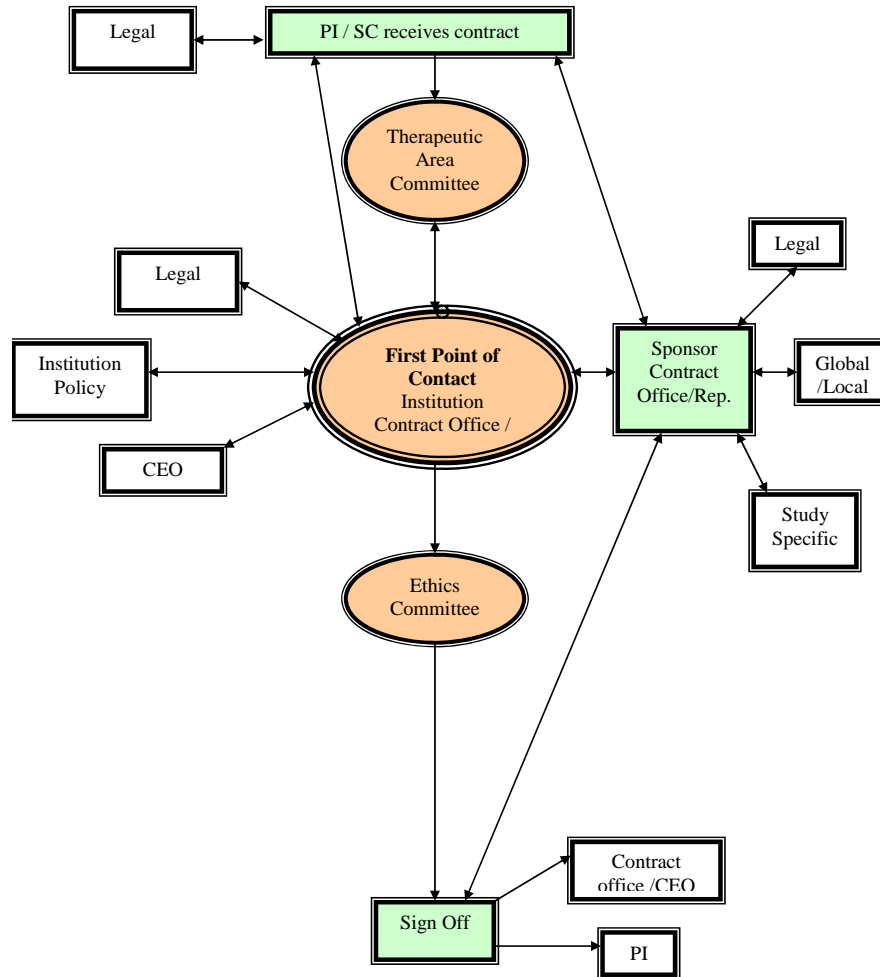 Legal
PI / SC receives contract
Therapeutic
Area
Committee
Legal
Legal
First Point of
Contact
Institution
Contract Office /
Sponsor
Contract
Office/Rep.
Institution
Policy
Global
/Local
CEO
Study
Specific
Ethics
Committee
Contract
office /CEO
Sign Off
PI